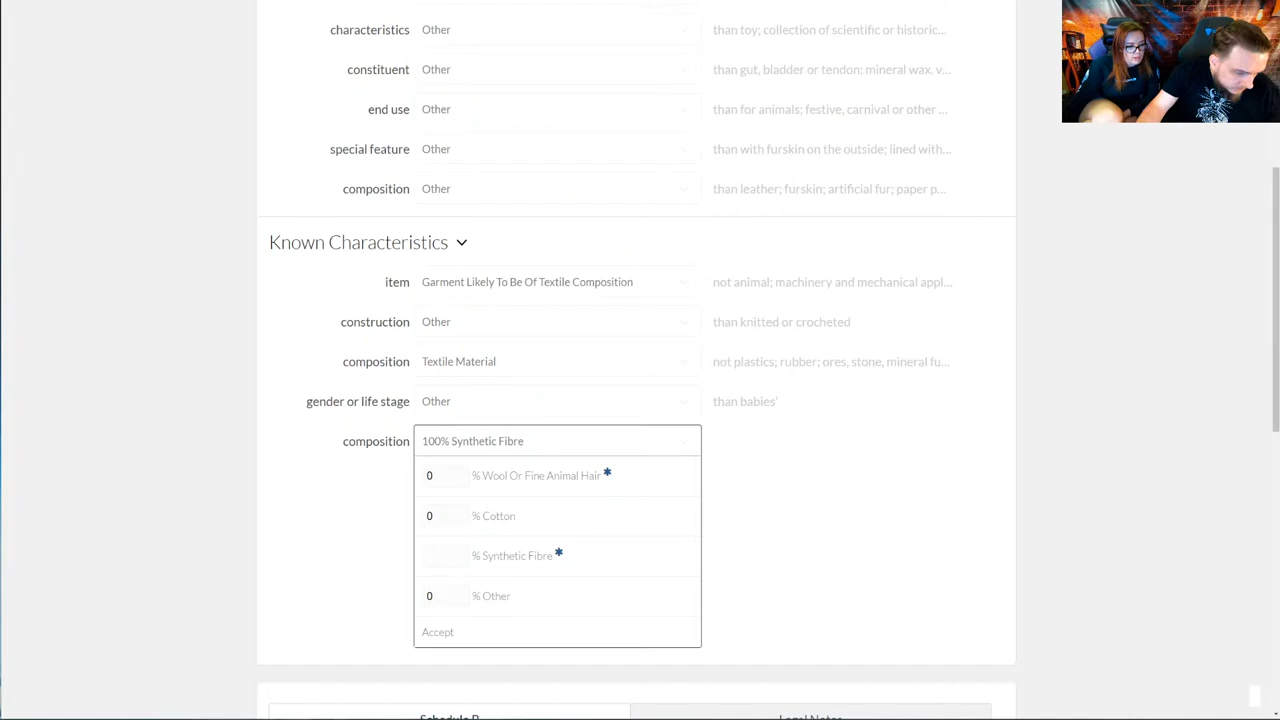 characteristics Other than toy; collection of scientific or historic...
constituent Other than gut, bladder or tendon; mineral wax, v...
end use Other than for animals; festive, carnival or other ...
special feature Other than with furskin on the outside; lined with...
composition Other than leather; furskin; artificial fur; paper p...
Known Characteristics
item Garment Likely To Be Of Textile Composition not animal; machinery and mechanical appl...
construction Other than knitted or crocheted
composition Textile Material not plastics; rubber; ores, stone, mineral fu...
gender or life stage Other than babies'
composition 100% Synthetic Fibre
0 % Wool Or Fine Animal Hair *
0 % Cotton
% Synthetic Fibre *
0 % Other
Accept
Schedule B Legal Notes